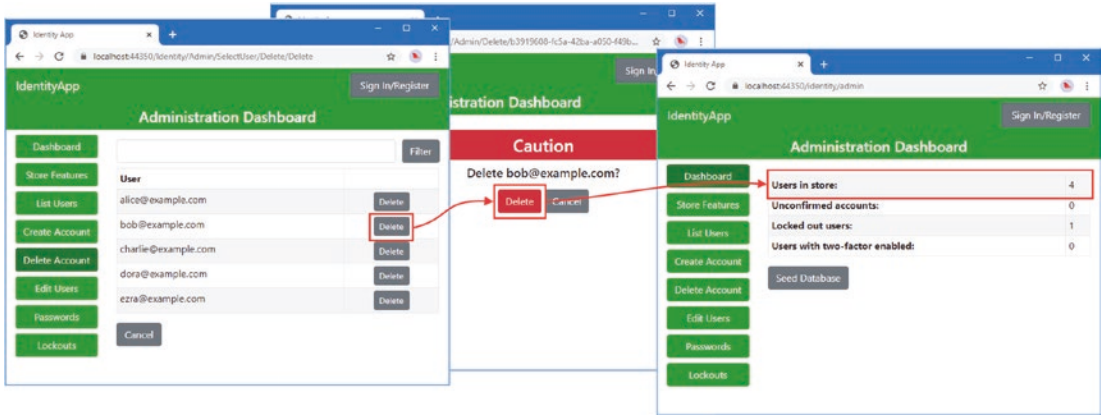 Identity App
localhost:44350/Identity/Admin/SelectUser/Delete/Delete
IdentityApp
Sign In/Register
Administration Dashboard
Dashboard
Store Features
List Users
Create Account
Delete Account
Edit Users
Passwords
Lockouts
Filter
User
alice@example.com Delete
bob@example.com Delete
charlie@example.com Delete
dora@example.com Delete
ezra@example.com Delete
Cancel
Sign In
istration Dashboard
Caution
Delete bob@example.com?
Delete Cancel
Identity App
localhost:44350/identity/admin
IdentityApp
Sign In/Register
Administration Dashboard
Dashboard
Store Features
List Users
Create Account
Delete Account
Edit Users
Passwords
Lockouts
Users in store: 4
Unconfirmed accounts: 0
Locked out users: 1
Users with two-factor enabled: 0
Seed Database